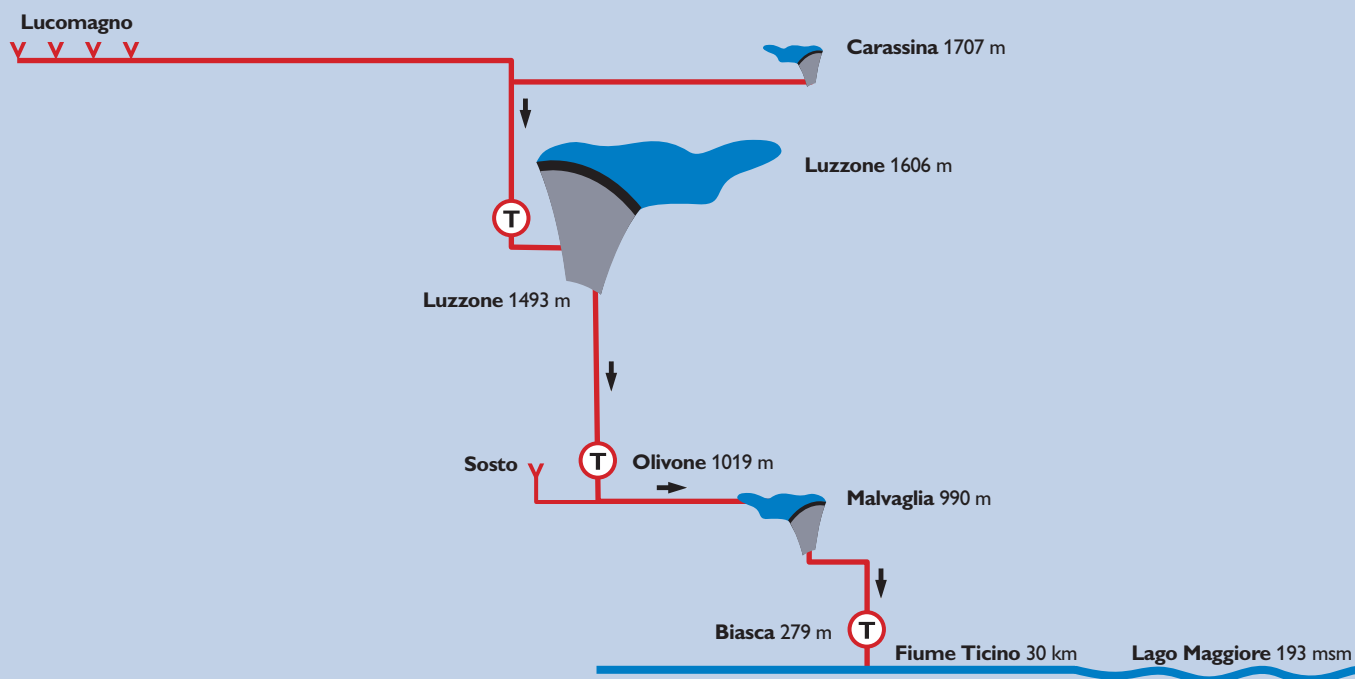 Lucomagno
Carassina 1707 m
Luzzone 1606 m
T
Luzzone 1493 m
Sosto
T
Olivone 1019 m
Malvaglia 990 m
Biasca 279 m
T
Fiume Ticino 30 km
Lago Maggiore 193 msm